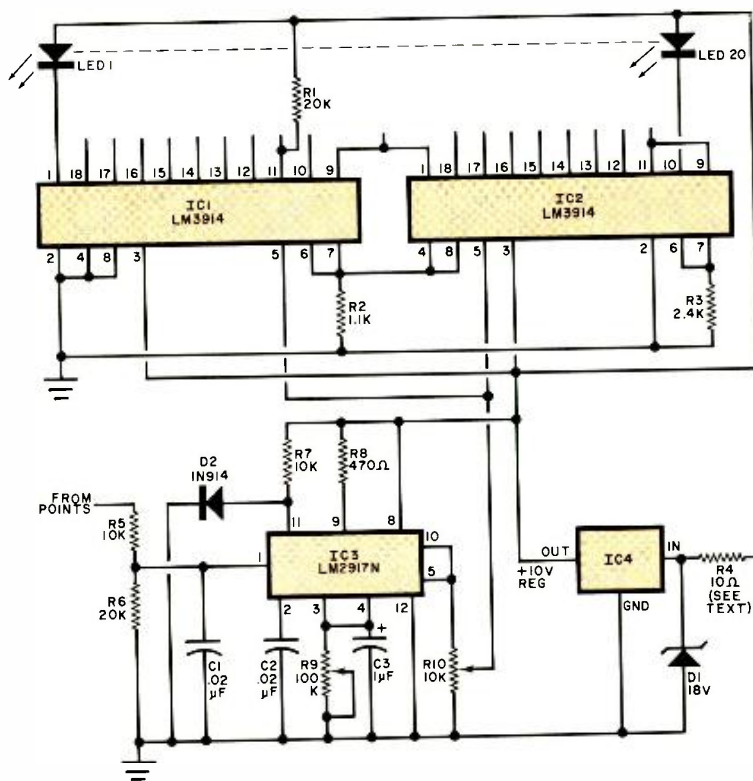 LED 1
LED 20
R1
20K
1 18 17 16 15 14 13 12 11 10 9
1 18 17 16 15 14 13 12 11 10 9
IC1
LM3914
IC2
LM3914
2 4 8 3 5 6 7
4 8 5 3 2 6 7
R2
1.1K
R3
2.4K
D2
1N914
R7
10K
R8
470Ω
FROM
POINTS
R5
10K
11 9 8
1
10
5
IC3
LM2917N
2 3 4 12
R6
20K
C1
.02
µF
C2
.02
µF
R9
100
K
+
C3
1µF
R10
10K
OUT
+10V
REG
IC4
IN
GND
R4
10Ω
(SEE
TEXT)
D1
18V